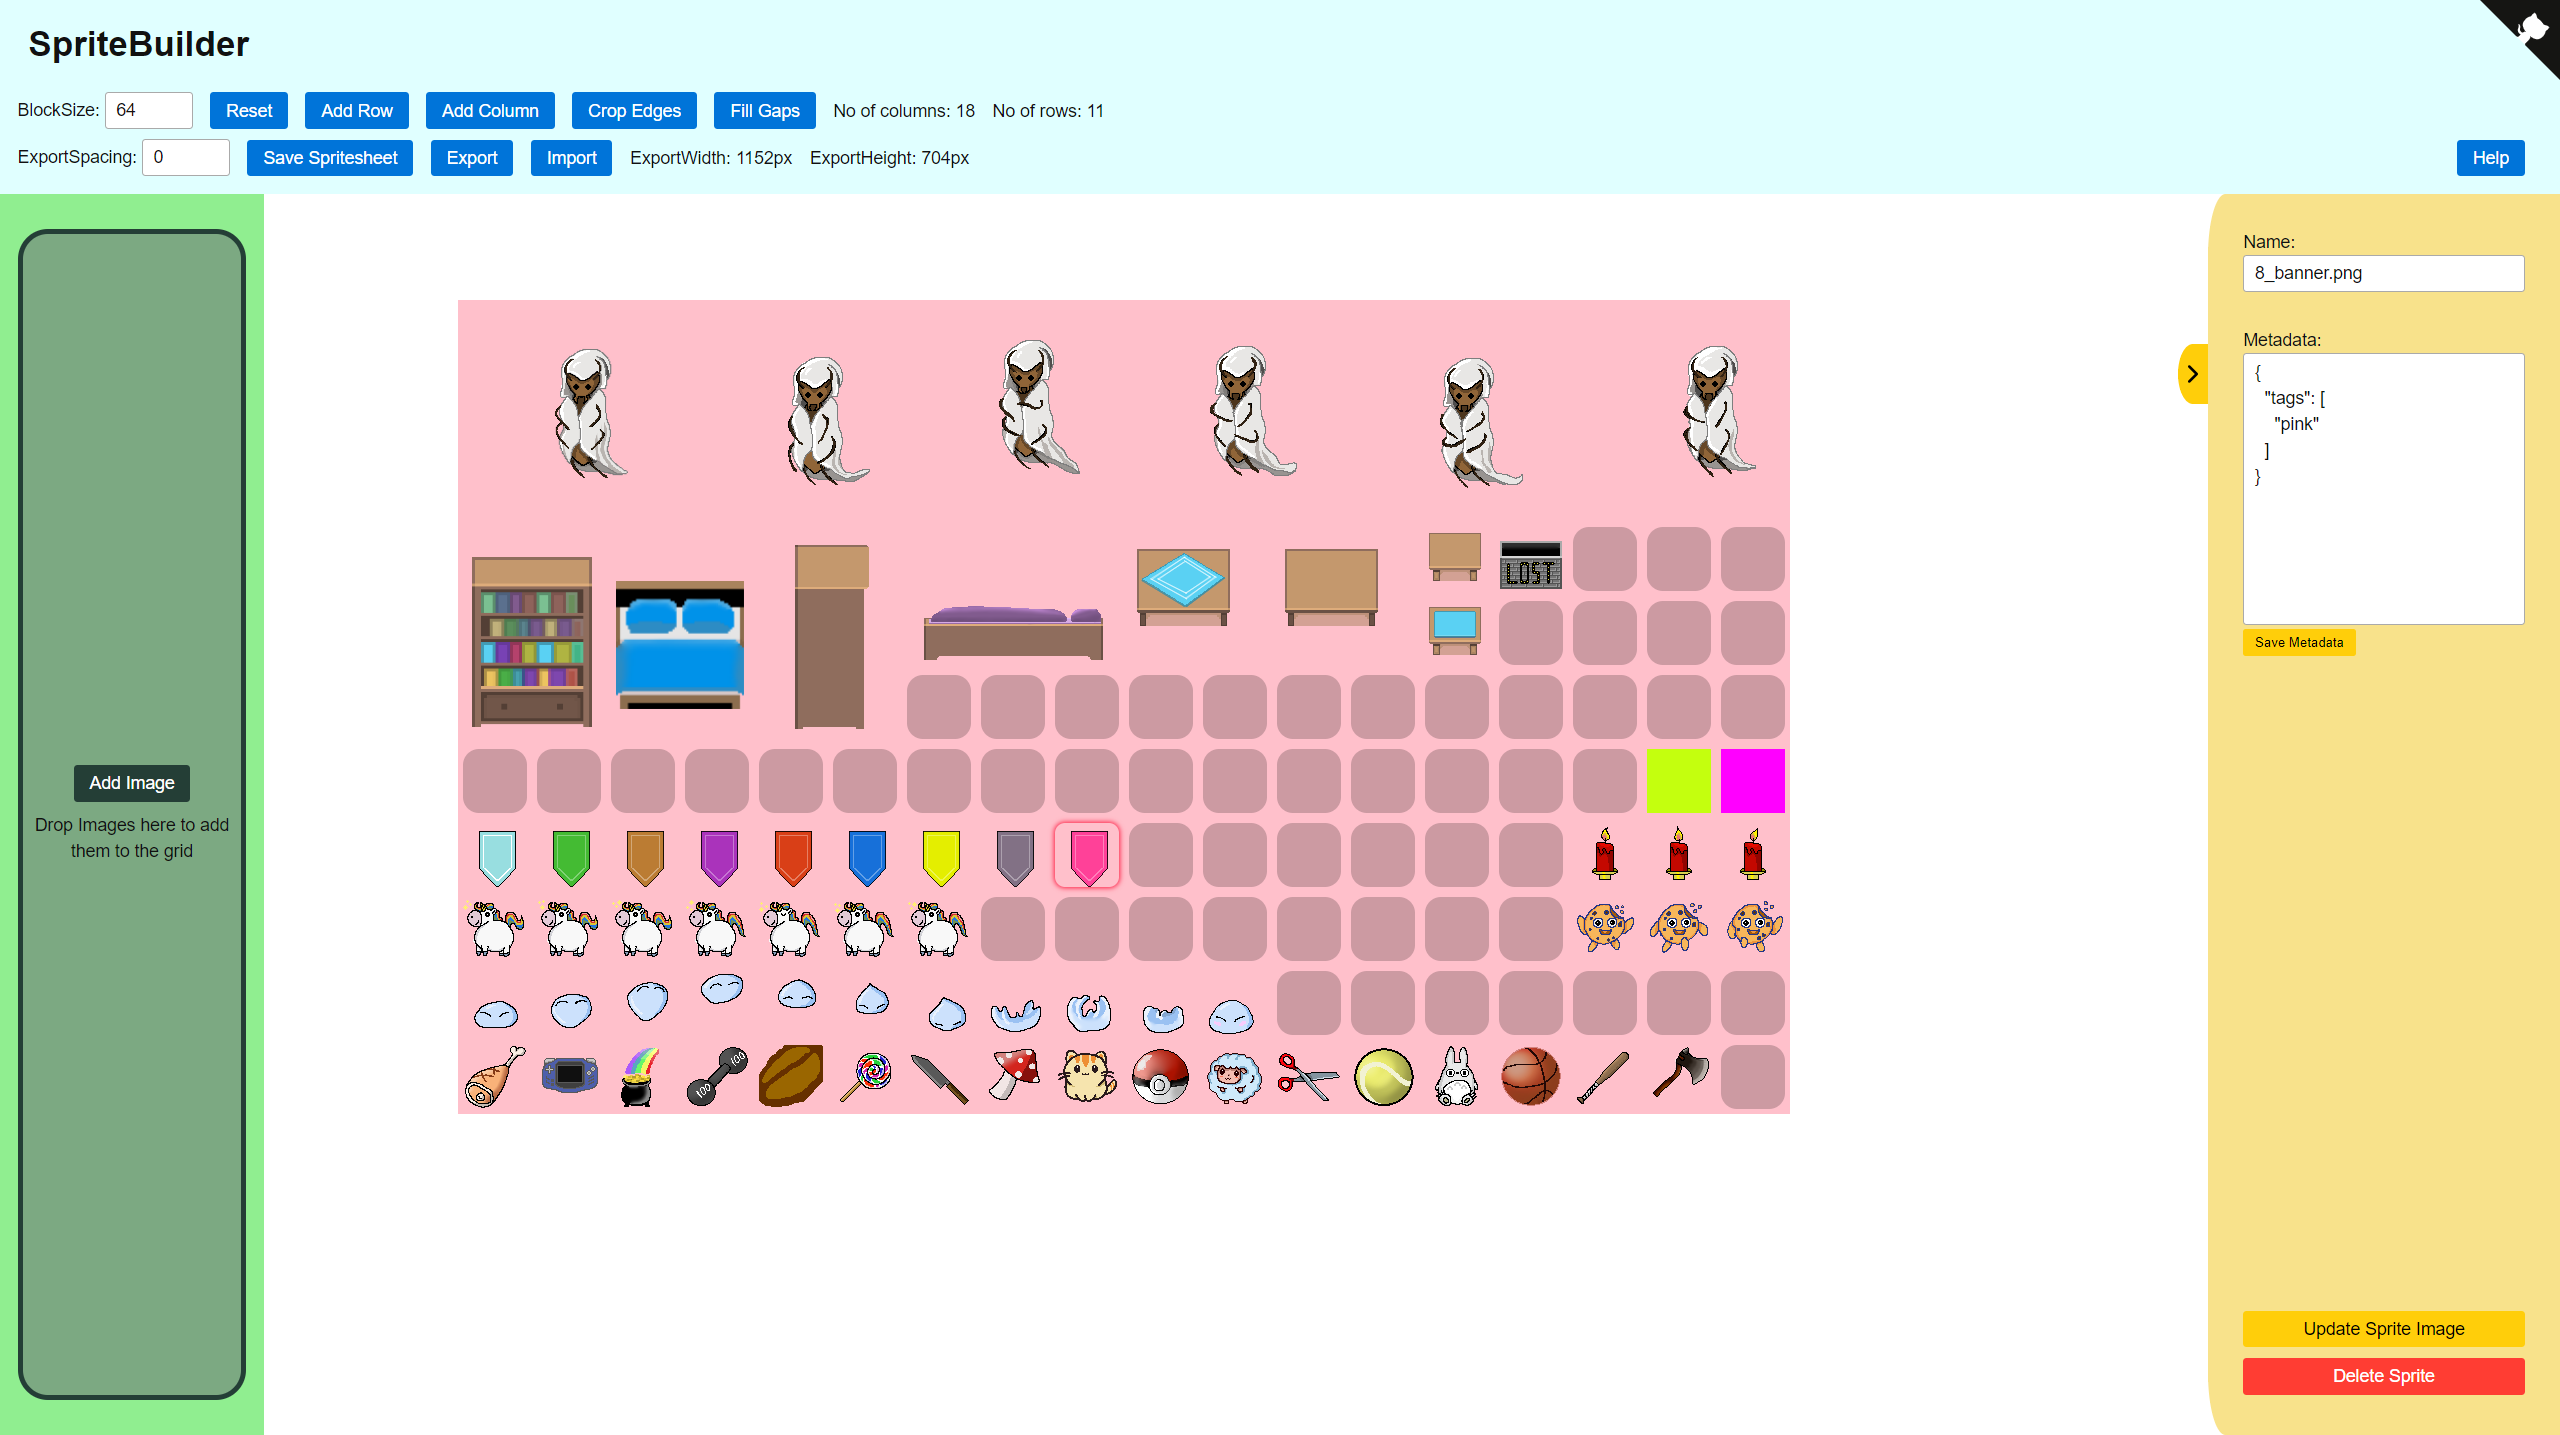 SpriteBuilder
BlockSize: 64 Reset Add Row Add Column Crop Edges Fill Gaps No of columns: 18 No of rows: 11
ExportSpacing: 0 Save Spritesheet Export Import ExportWidth: 1152px ExportHeight: 704px Help
Add Image
Drop Images here to add
them to the grid
LOST
100
100
Name:
8_banner.png
Metadata:
{
"tags": [
"pink"
]
}
Save Metadata
Update Sprite Image
Delete Sprite